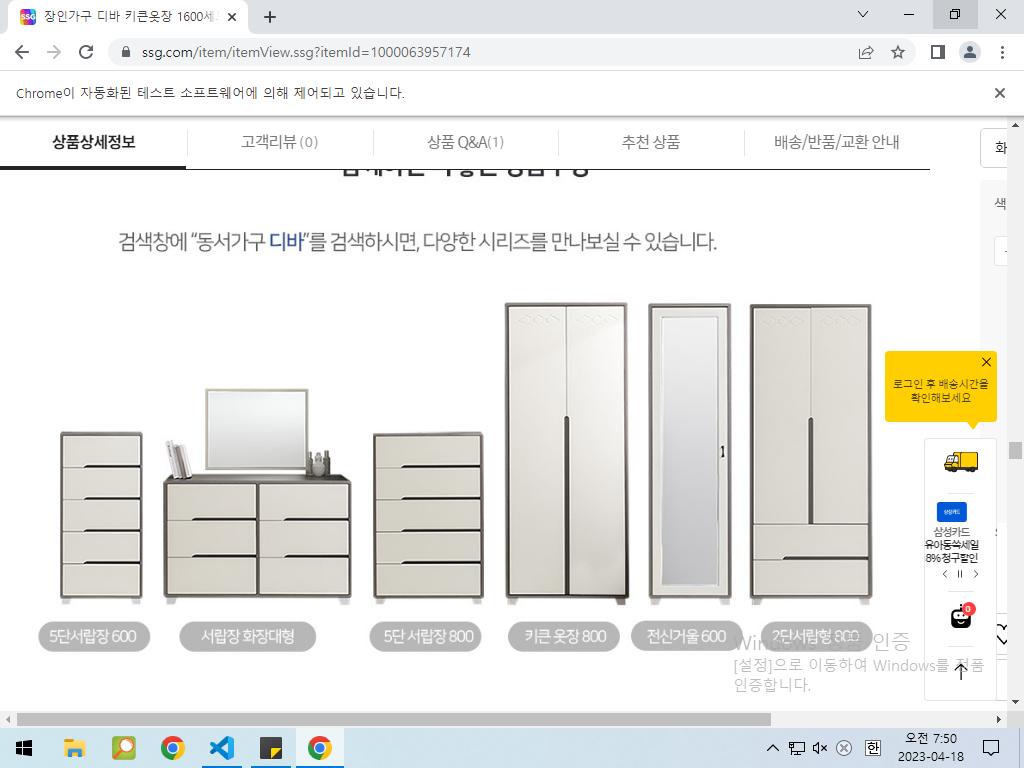 SSG
장인가구 디바 키큰옷장 1600세트
ssg.com/item/itemView.ssg?itemId=1000063957174
Chrome이 자동화된 테스트 소프트웨어에 의해 제어되고 있습니다.
상품상세정보
고객리뷰 (0)
상품 Q&A(1)
추천 상품
배송/반품/교환 안내
화
색
검색창에 “동서가구 디바”를 검색하시면, 다양한 시리즈를 만나보실 수 있습니다.
로그인 후 배송시간을
확인해보세요
삼성카드
삼성카드
유아동쓱세일
8% 청구할인
0
5단서랍장 600
서랍장 화장대형
5단 서랍장 800
키큰 옷장 800
전신거울 600
2단서랍형 800
Windows 정품 인증
[설정]으로 이동하여 Windows를 정품
인증합니다.
한
오전 7:50
2023-04-18